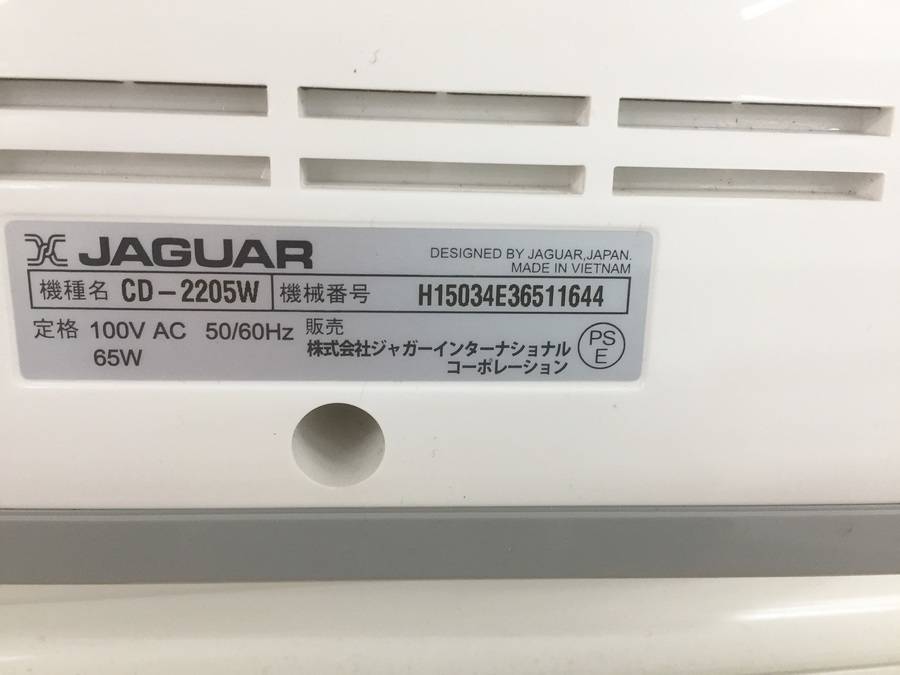 JAGUAR
DESIGNED BY JAGUAR,JAPAN.
MADE IN VIETNAM
機種名 CD-2205W 機械番号 H15034E36511644
定格 100V AC 50/60Hz 販売
65W
株式会社ジャガーインターナショナル
コーポレーション
PS
E